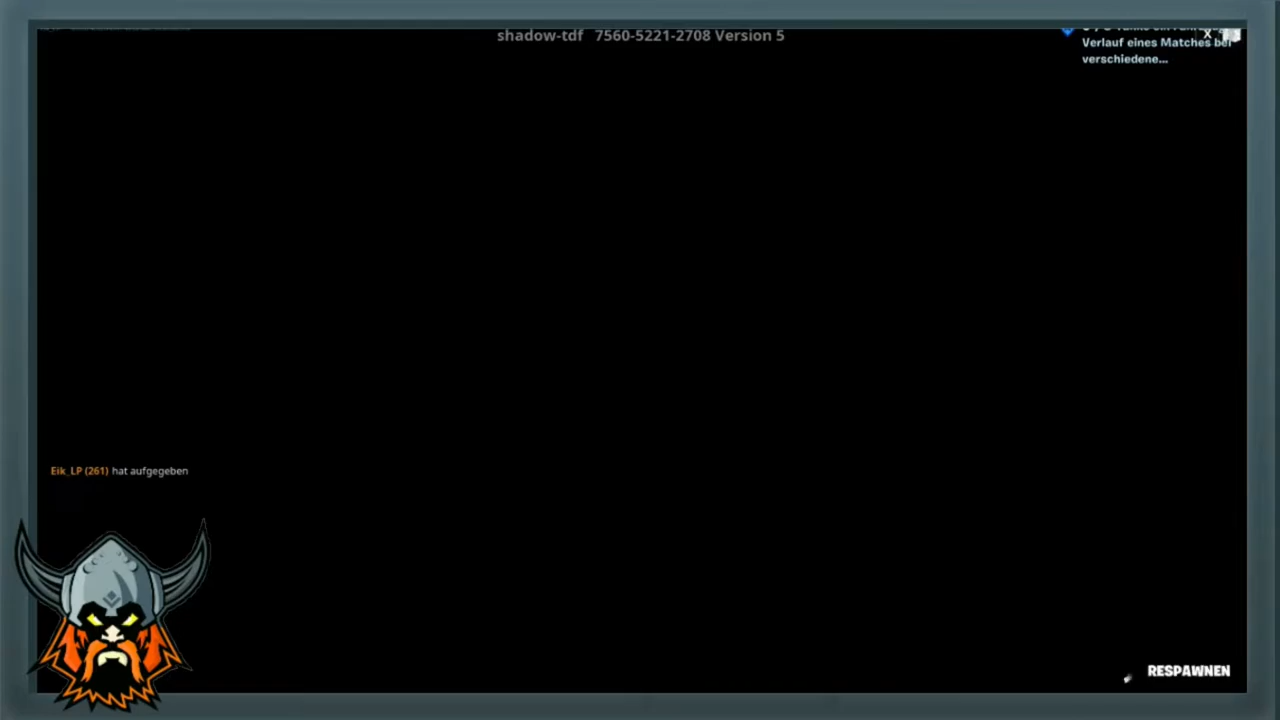 shadow-tdf 7560-5221-2708 Version 5
X
Verlauf eines Matches bei
verschiedene...
Eik_LP (261) hat aufgegeben
RESPAWNEN